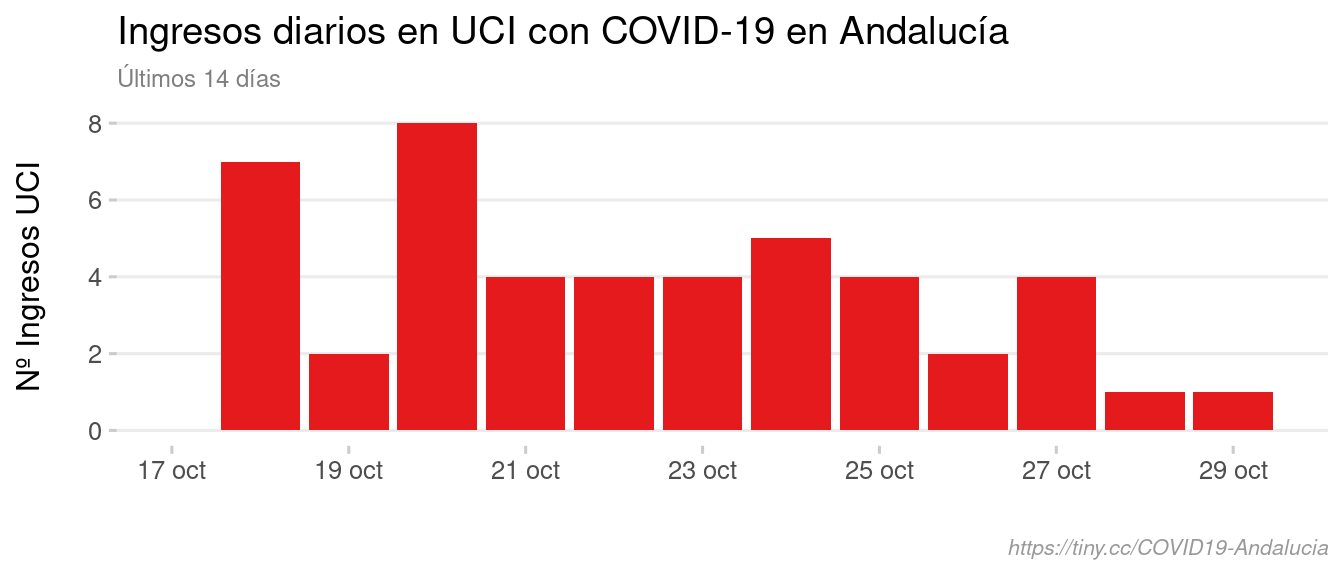 Ingresos diarios en UCI con COVID-19 en Andalucía
Últimos 14 días
Nº Ingresos UCI
8
6
4
2
0
17 oct
19 oct
21 oct
23 oct
25 oct
27 oct
29 oct
https://tiny.cc/COVID19-Andalucia